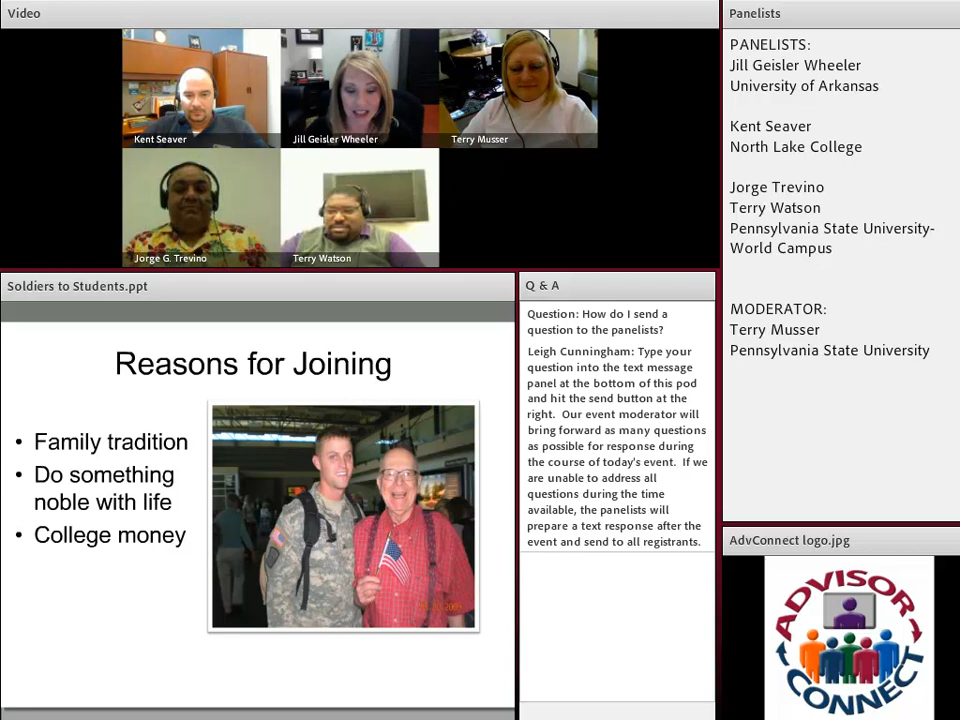 Video
Kent Seaver
Jill Geisler Wheeler
Terry Musser
Jorge G. Trevino
Terry Watson
Soldiers to Students.ppt
Reasons for Joining
• Family tradition
• Do something
noble with life
• College money
Q & A
Question: How do I send a
question to the panelists?
Leigh Cunningham: Type your
question into the text message
panel at the bottom of this pod
and hit the send button at the
right.  Our event moderator will
bring forward as many questions
as possible for response during
the course of today's event.  If we
are unable to address all
questions during the time
available, the panelists will
prepare a text response after the
event and send to all registrants.
Panelists
PANELISTS:
Jill Geisler Wheeler
University of Arkansas
Kent Seaver
North Lake College
Jorge Trevino
Terry Watson
Pennsylvania State University-
World Campus
MODERATOR:
Terry Musser
Pennsylvania State University
AdvConnect logo.jpg
ADVISOR
CONNECT